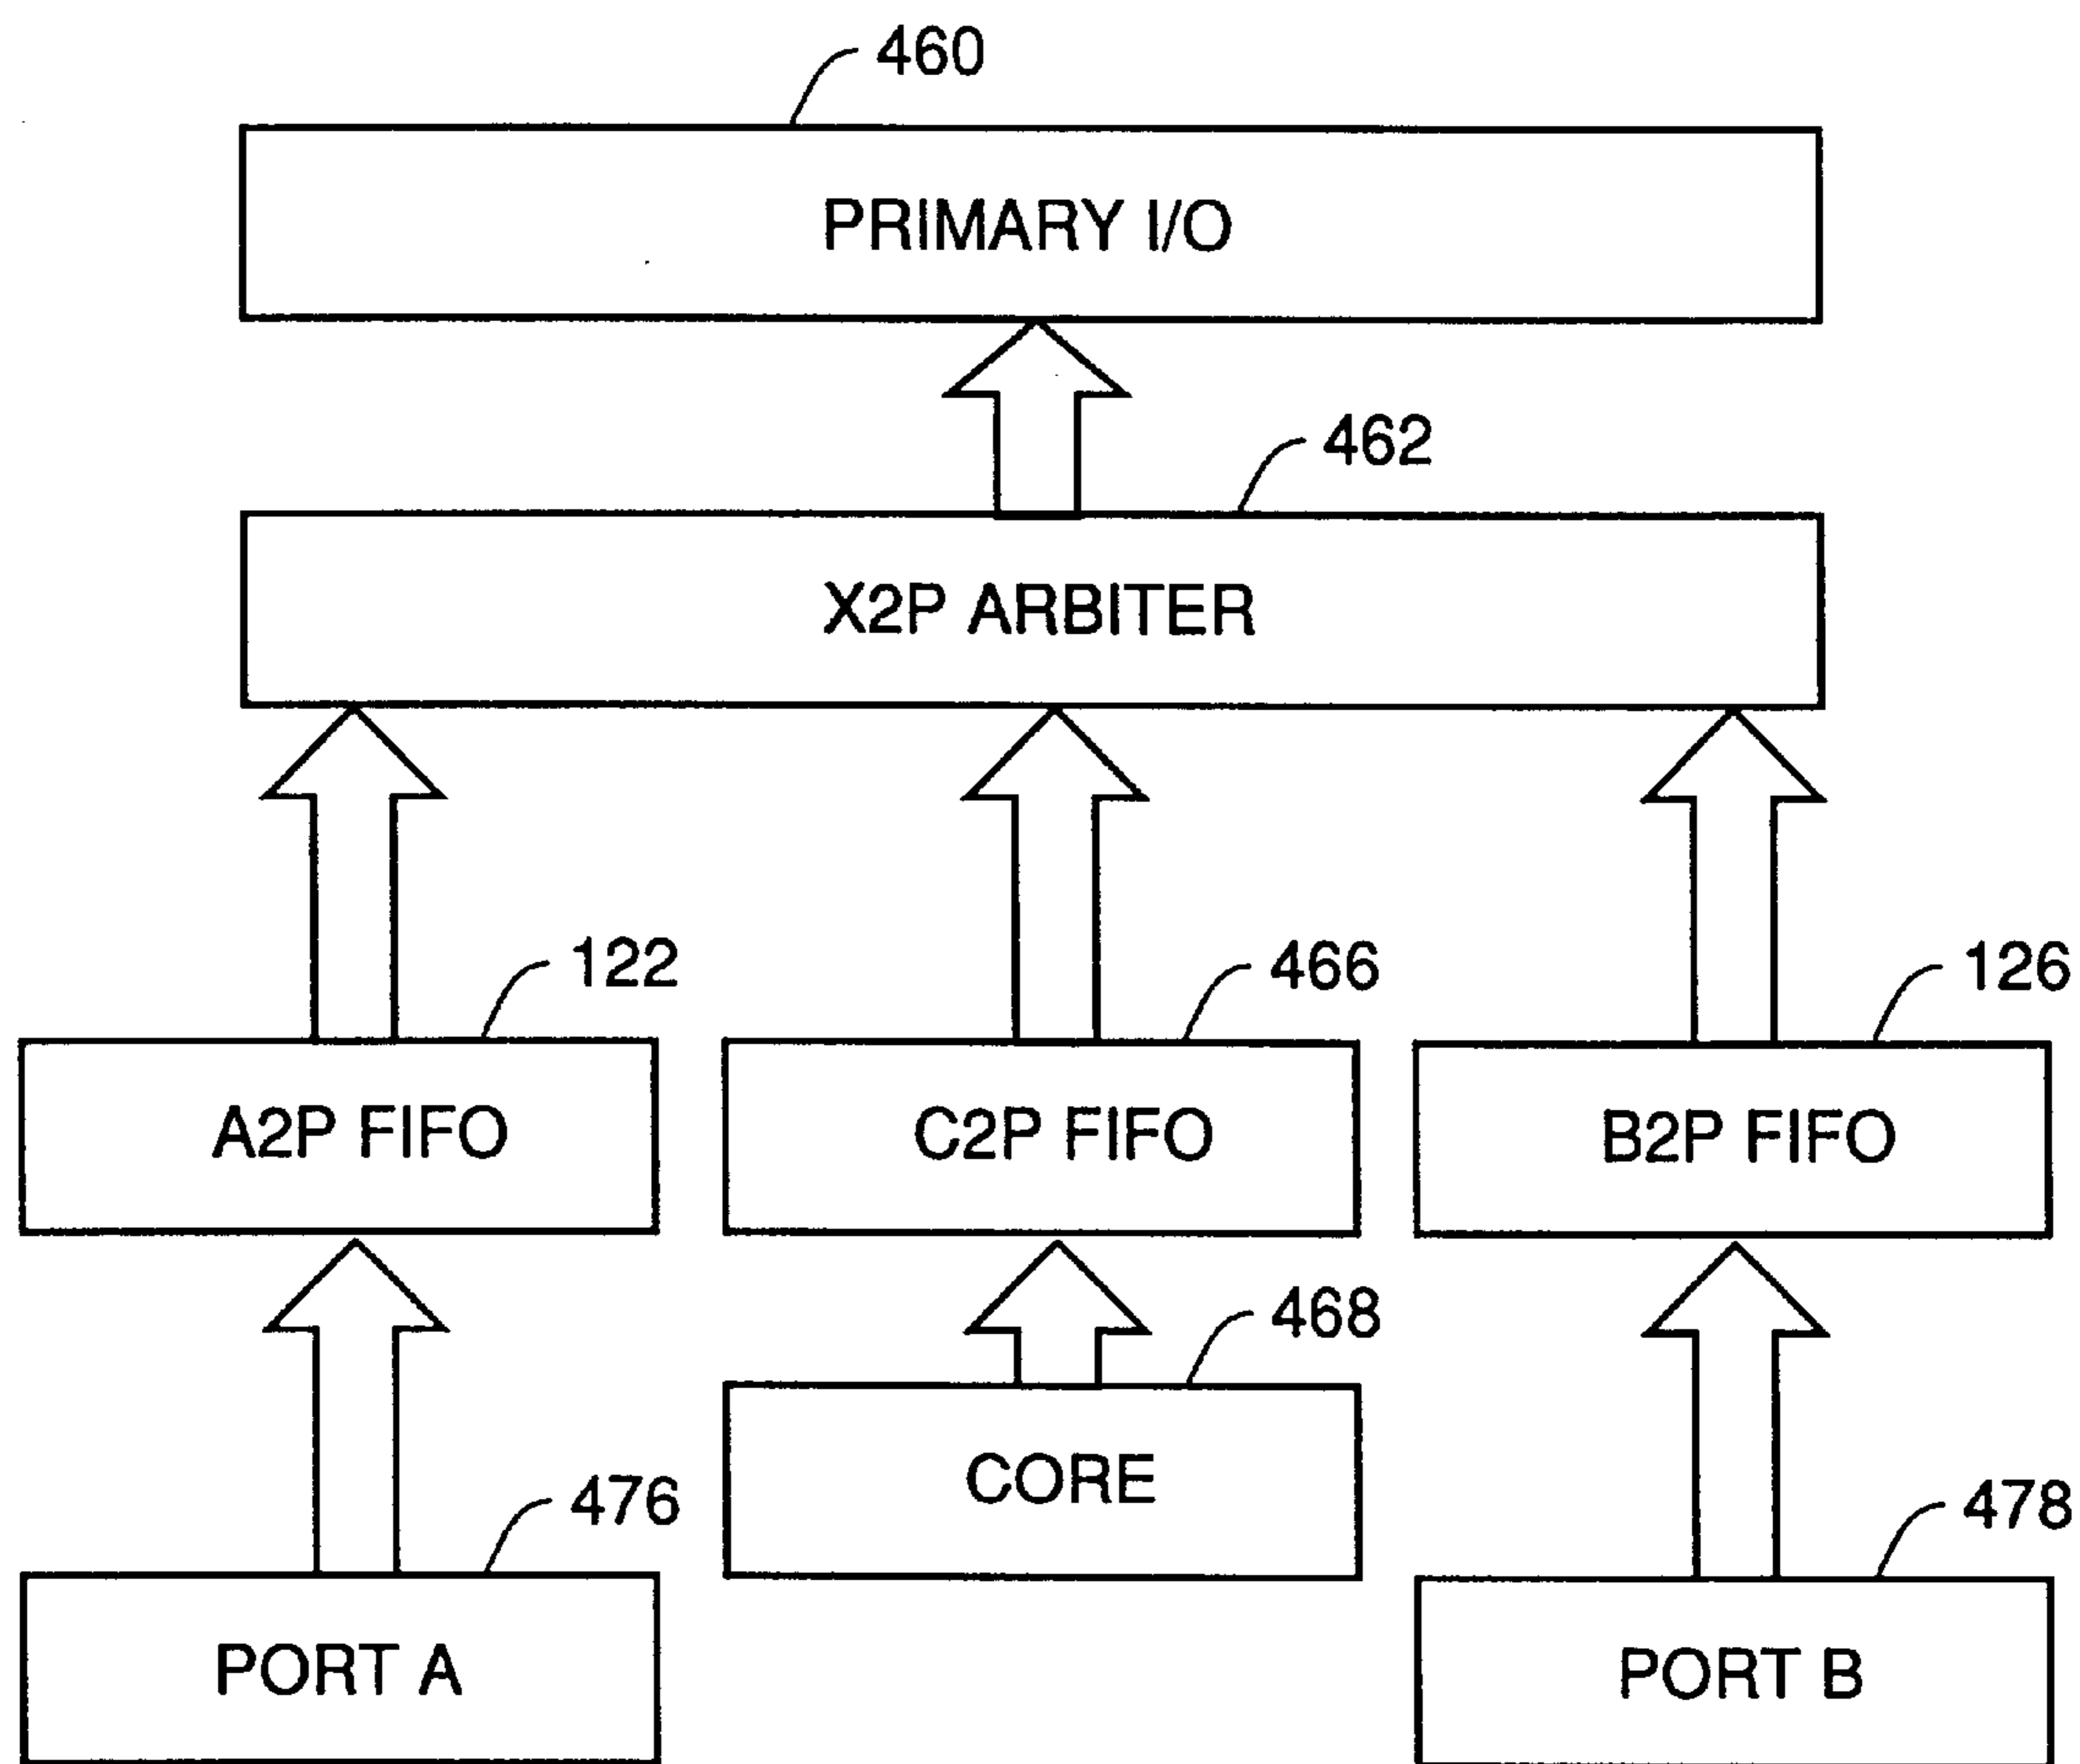 460
PRIMARY I/O
462
X2P ARBITER
122
466
126
A2P FIFO
C2P FIFO
B2P FIFO
468
CORE
476
478
PORT A
PORT B